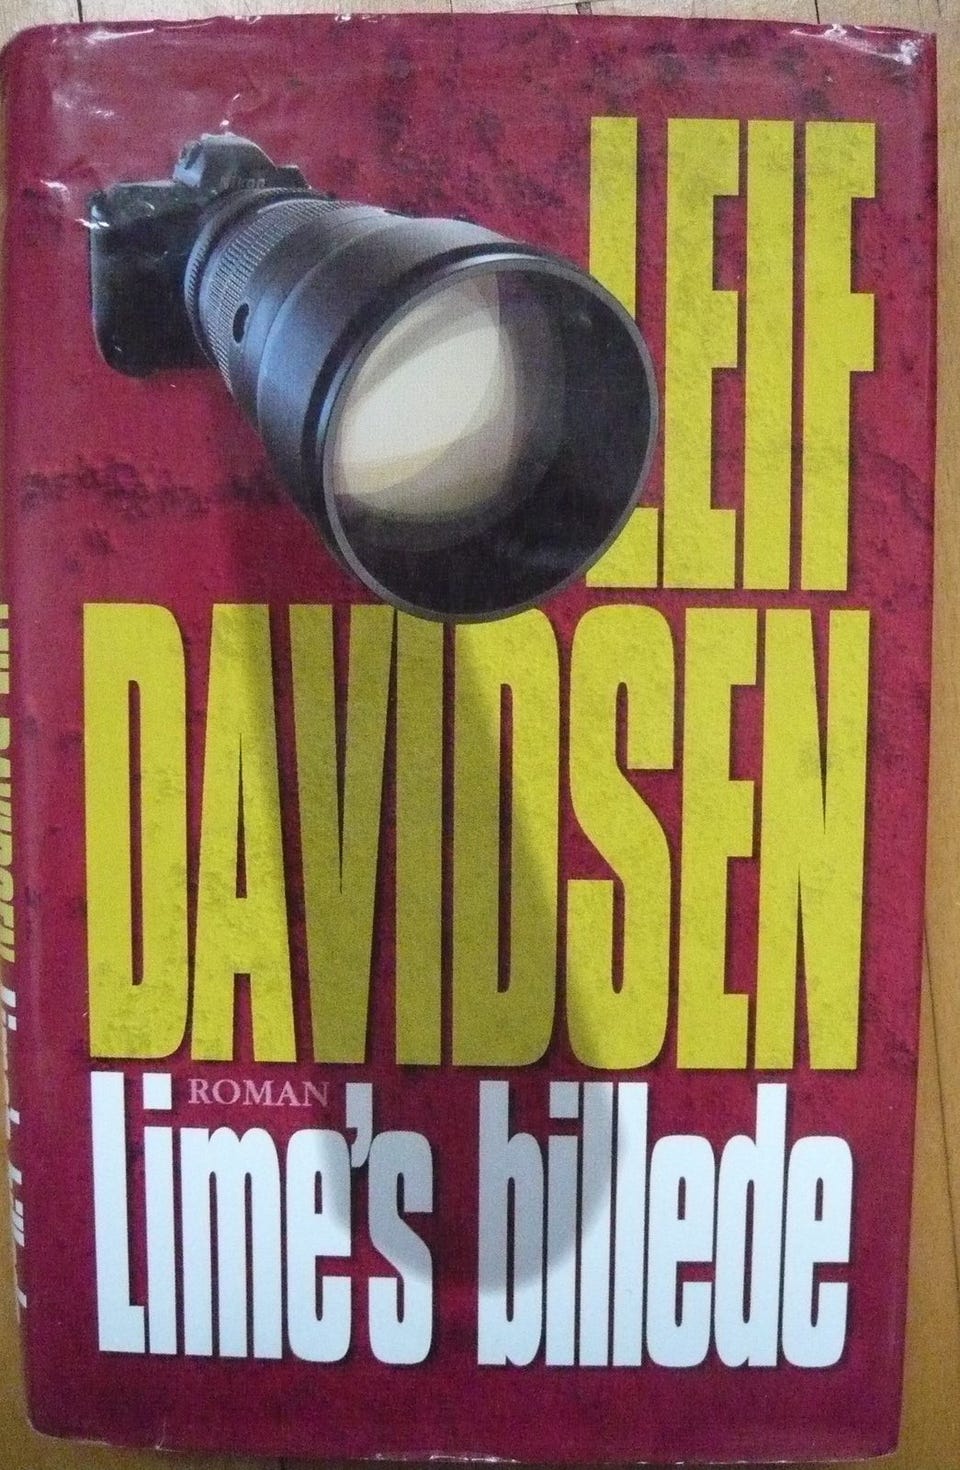 LEIF
DAVIDSEN
ROMAN
Lime's billede